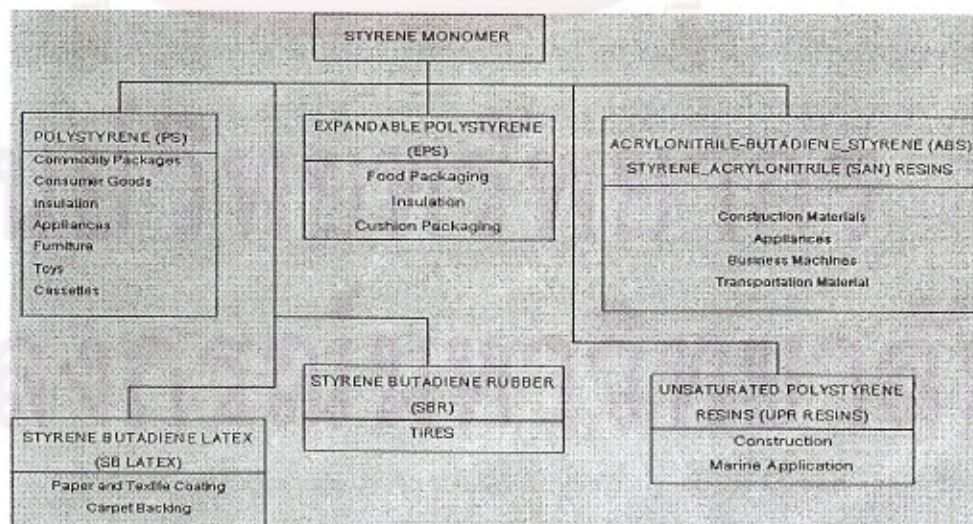 STYRENE MONOMER
POLYSTYRENE (PS)
Commodity Packages
Consumer Goods
Insulation
Appliances
Furniture
Toys
Cassettes
EXPANDABLE POLYSTYRENE
(EPS)
Food Packaging
Insulation
Cushion Packaging
ACRYLONITRILE-BUTADIENE_STYRENE (ABS)
STYRENE_ACRYLONITRILE (SAN) RESINS
Construction Materials
Appliances
Business Machines
Transportation Material
STYRENE BUTADIENE LATEX
(SB LATEX)
Paper and Textile Coating
Carpet Backing
STYRENE BUTADIENE RUBBER
(SBR)
TIRES
UNSATURATED POLYSTYRENE
RESINS (UPR RESINS)
Construction
Marine Application